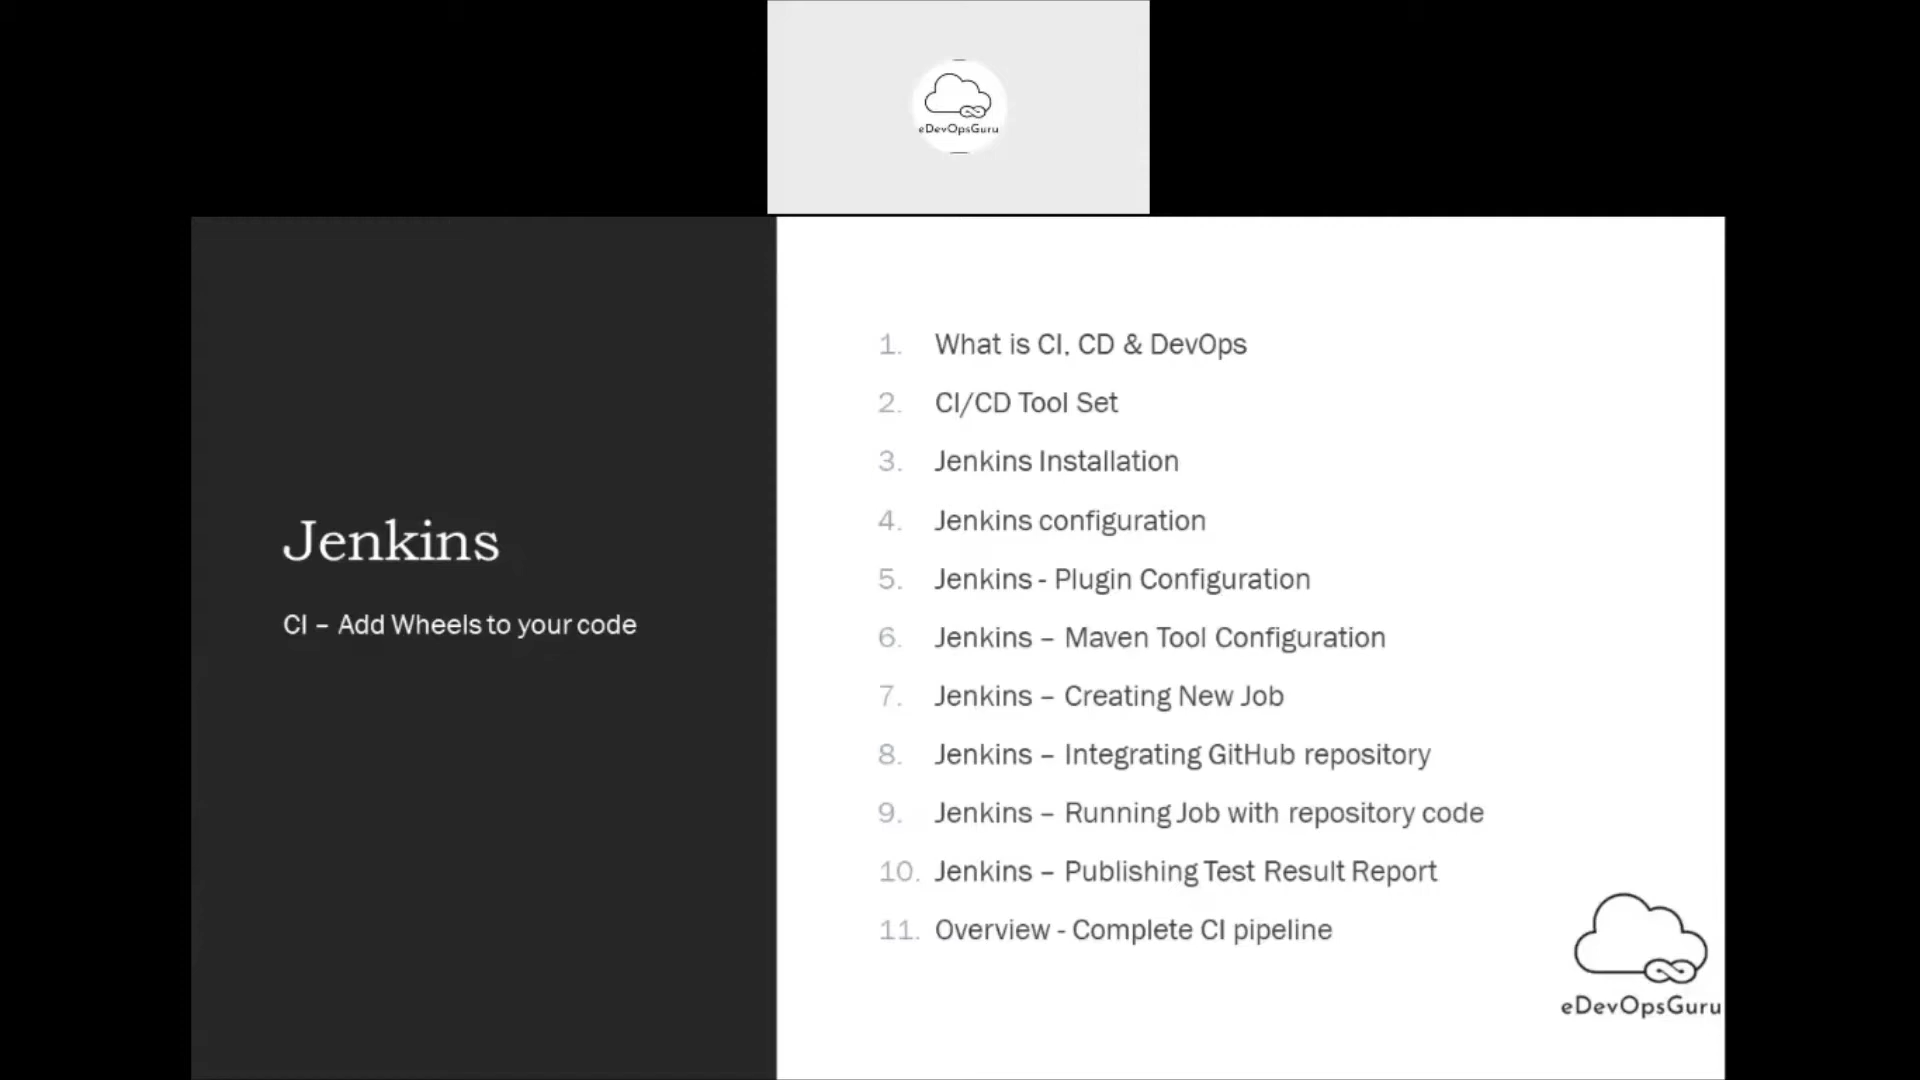 eDevOpsGuru
Jenkins
CI – Add Wheels to your code
1. What is CI, CD & DevOps
2. CI/CD Tool Set
3. Jenkins Installation
4. Jenkins configuration
5. Jenkins - Plugin Configuration
6. Jenkins – Maven Tool Configuration
7. Jenkins – Creating New Job
8. Jenkins – Integrating GitHub repository
9. Jenkins – Running Job with repository code
10. Jenkins – Publishing Test Result Report
11. Overview - Complete CI pipeline
eDevOpsGuru